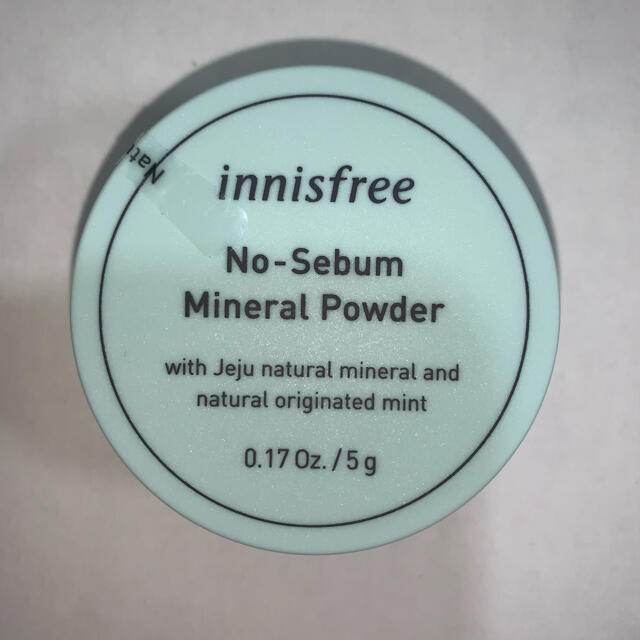 innisfree
No-Sebum
Mineral Powder
with Jeju natural mineral and
natural originated mint
0.17 Oz. / 5 g